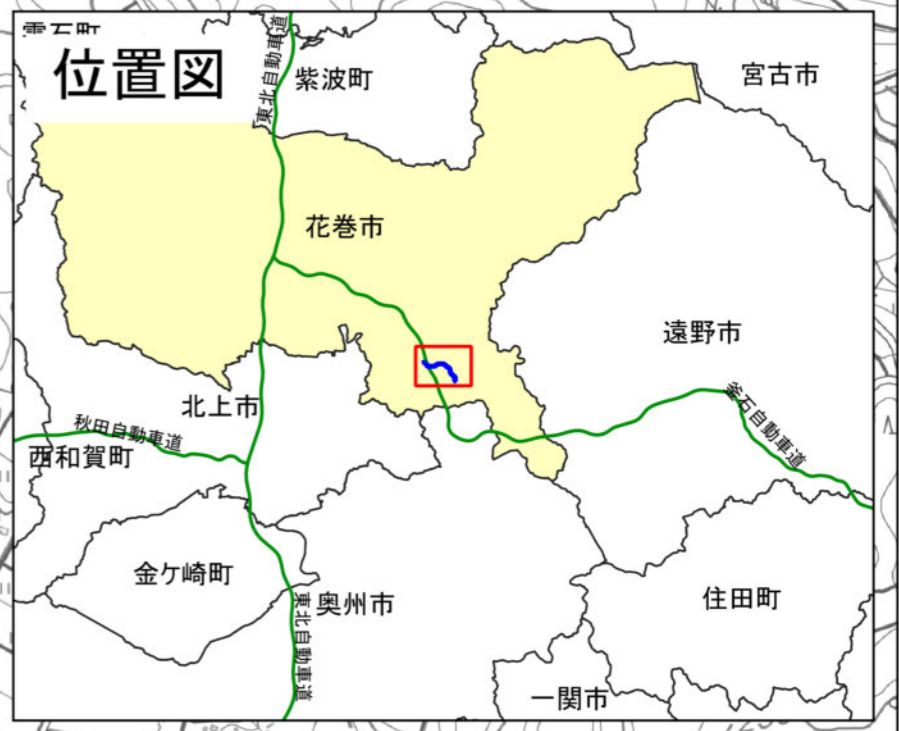 雫石町
位置図
東北自動車道
紫波町
宮古市
花巻市
遠野市
北上市
秋田自動車道
西和賀町
釜石自動車道
金ケ崎町
奥州市
東北自動車道
住田町
一関市